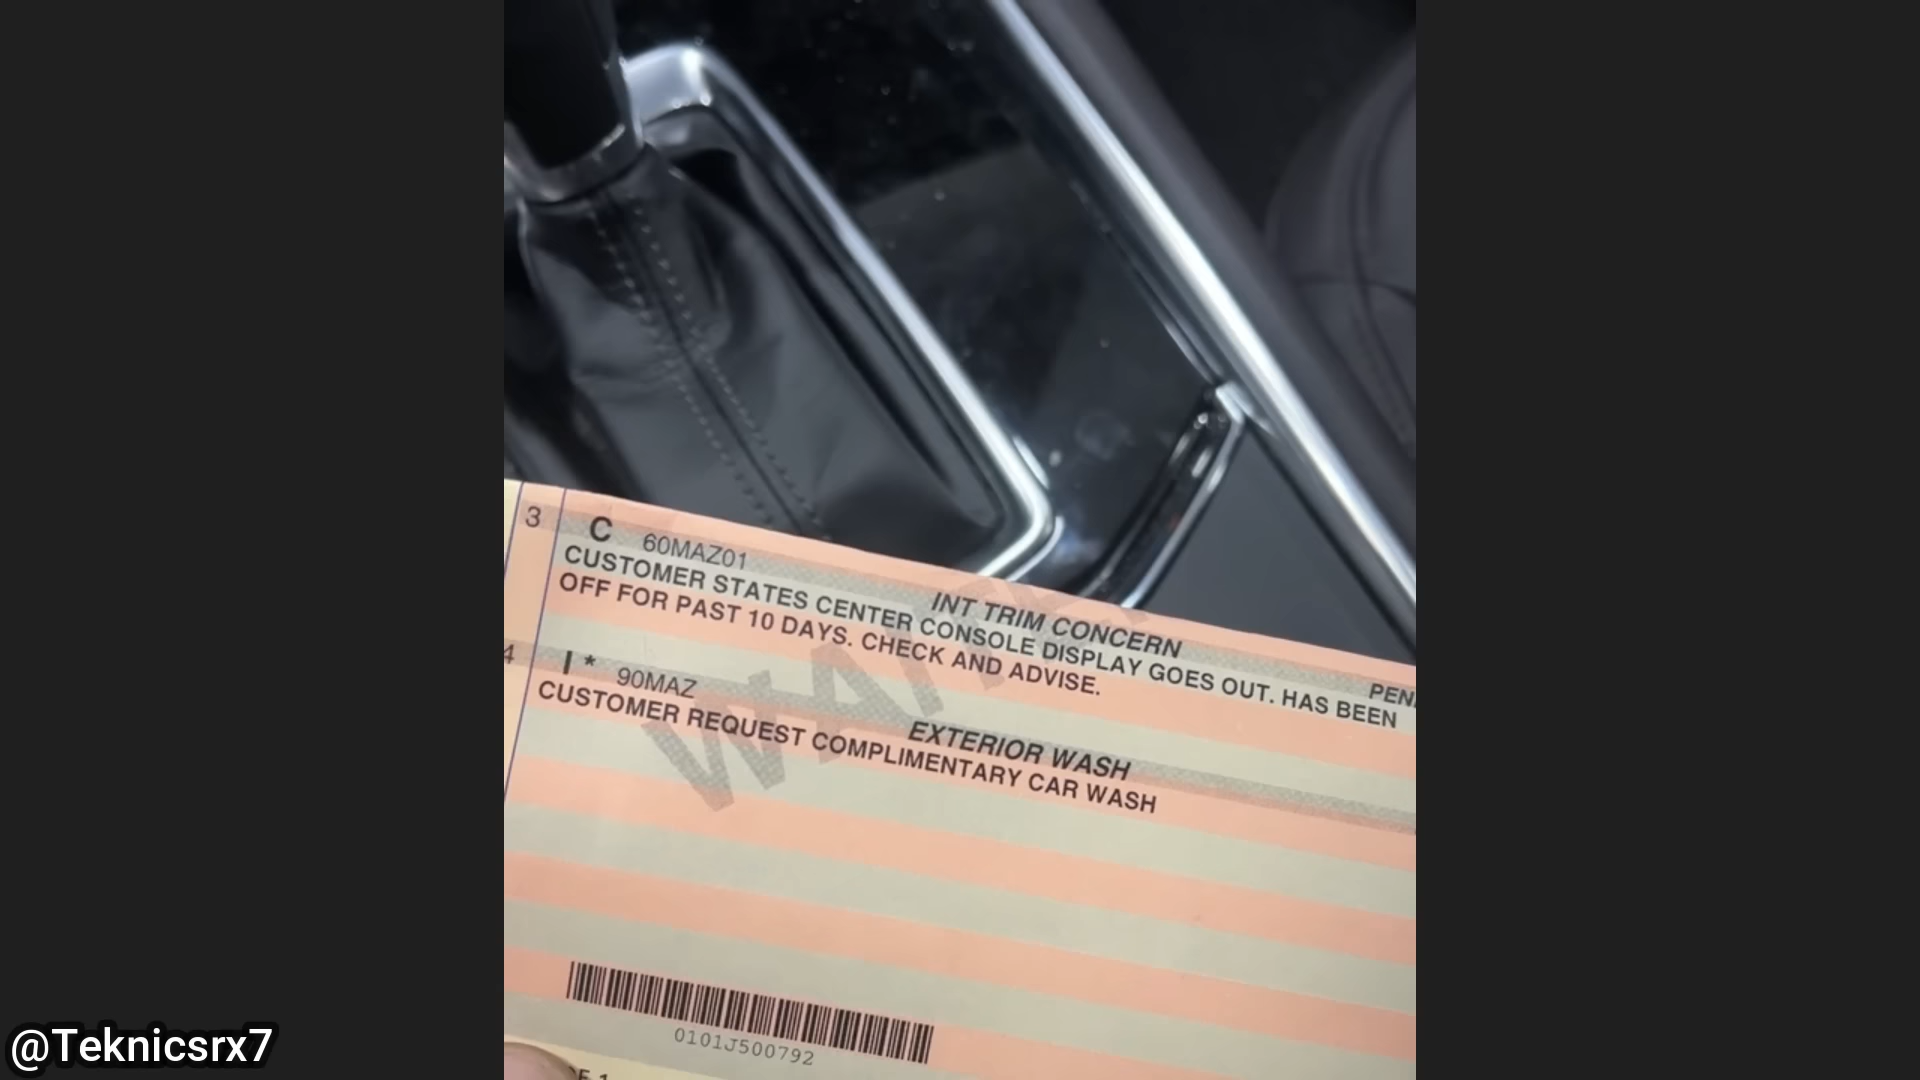 3 C 60MAZ01
INT TRIM CONCERN
CUSTOMER STATES CENTER CONSOLE DISPLAY GOES OUT. HAS BEEN
OFF FOR PAST 10 DAYS. CHECK AND ADVISE.
4 I * 90MAZ
EXTERIOR WASH
CUSTOMER REQUEST COMPLIMENTARY CAR WASH
0101J500792
@Teknicsrx7